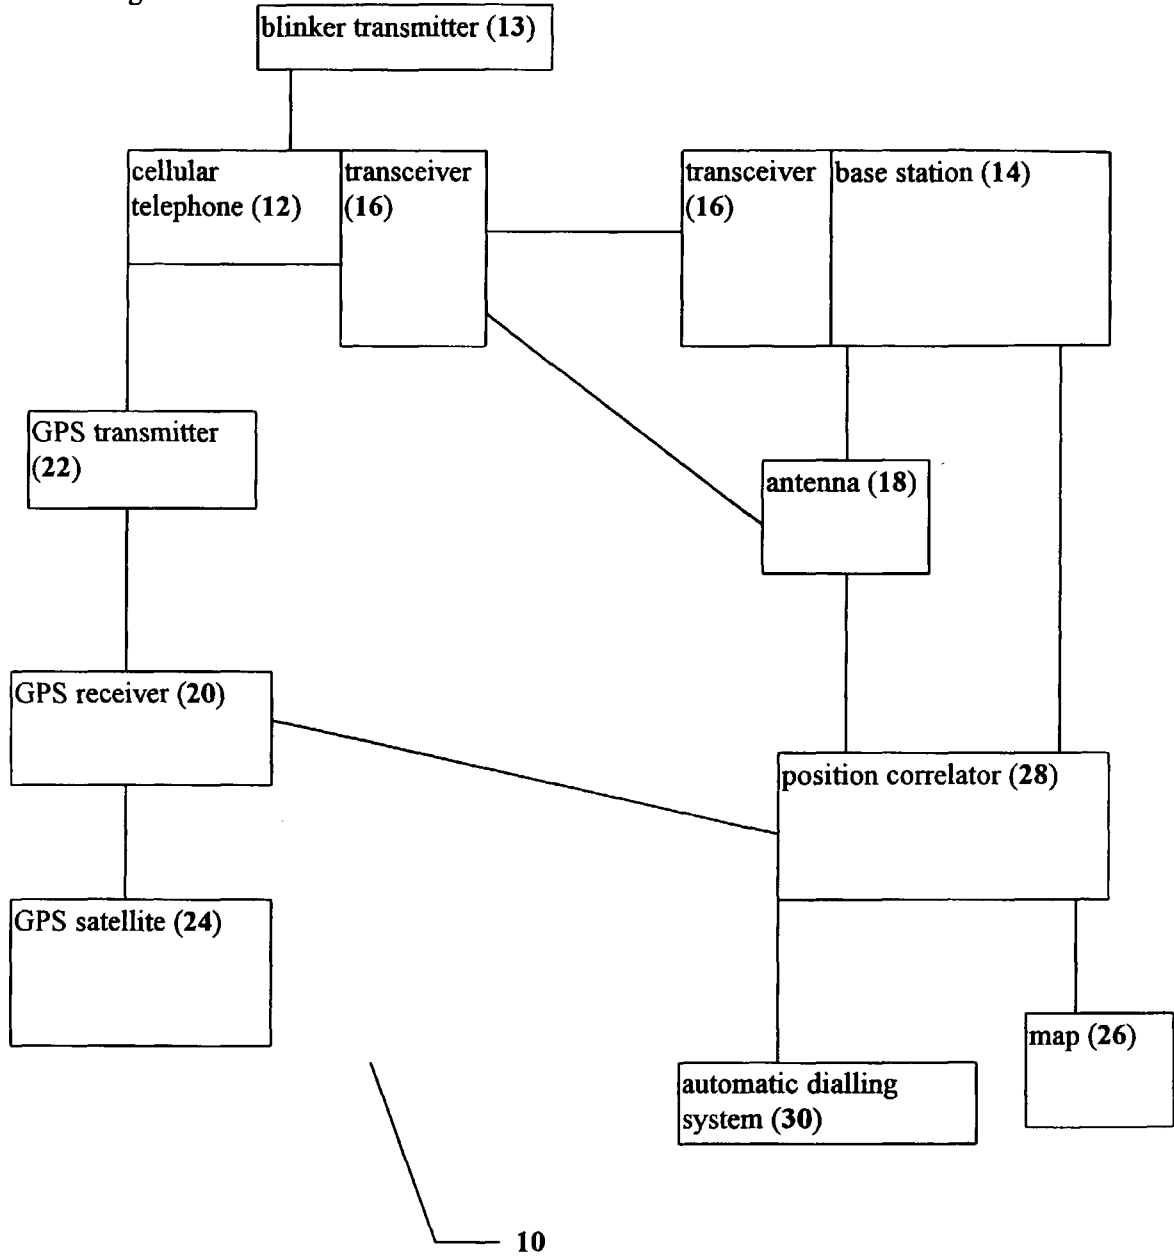 blinker transmitter (13)
cellular
telephone (12)
transceiver
(16)
transceiver
(16)
base station (14)
GPS transmitter
(22)
antenna (18)
GPS receiver (20)
position correlator (28)
GPS satellite (24)
map (26)
automatic dialling
system (30)
10